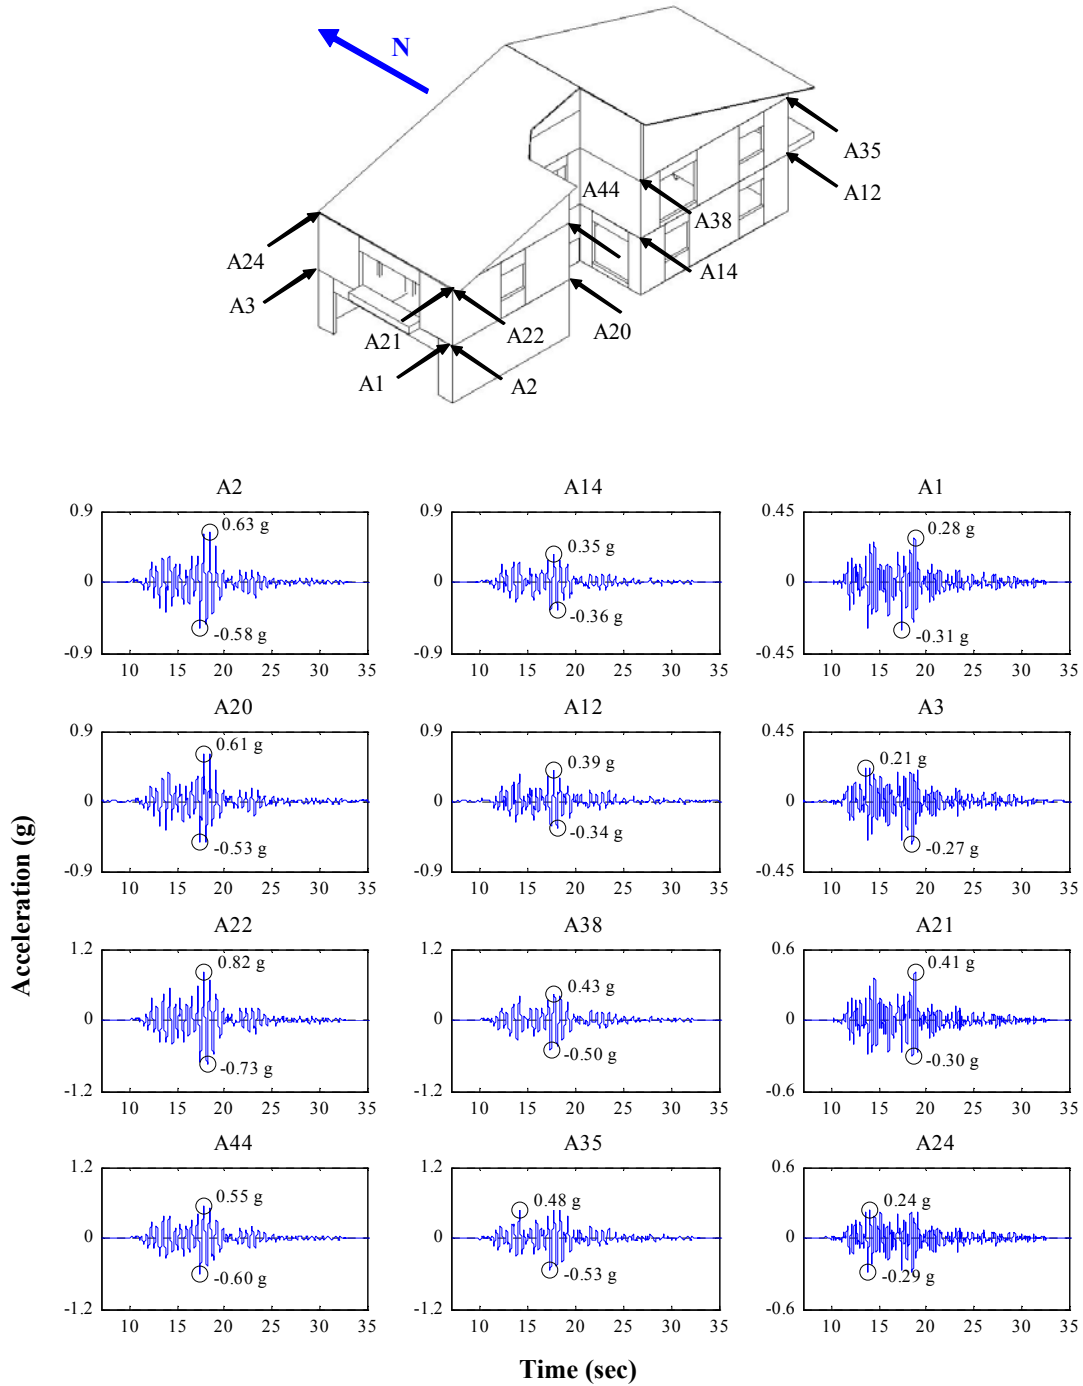 N
A35
A44
A12
A38
A24
A14
A3
A21
A22
A20
A1
A2
A2 A14 A1
0.9 0.9 0.45
0.63 g 0.35 g 0.28 g
0 0 0
-0.58 g -0.36 g -0.31 g
-0.9 -0.9 -0.45
10 15 20 25 30 35 10 15 20 25 30 35 10 15 20 25 30 35
A20 A12 A3
0.9 0.9 0.45
0.61 g 0.39 g 0.21 g
0 0 0
-0.53 g -0.34 g -0.27 g
-0.9 -0.9 -0.45
10 15 20 25 30 35 10 15 20 25 30 35 10 15 20 25 30 35
Acceleration (g)
A22 A38 A21
1.2 1.2 0.6
0.82 g 0.43 g 0.41 g
0 0 0
-0.73 g -0.50 g -0.30 g
-1.2 -1.2 -0.6
10 15 20 25 30 35 10 15 20 25 30 35 10 15 20 25 30 35
A44 A35 A24
1.2 1.2 0.6
0.55 g 0.48 g 0.24 g
0 0 0
-0.60 g -0.53 g -0.29 g
-1.2 -1.2 -0.6
10 15 20 25 30 35 10 15 20 25 30 35 10 15 20 25 30 35
Time (sec)